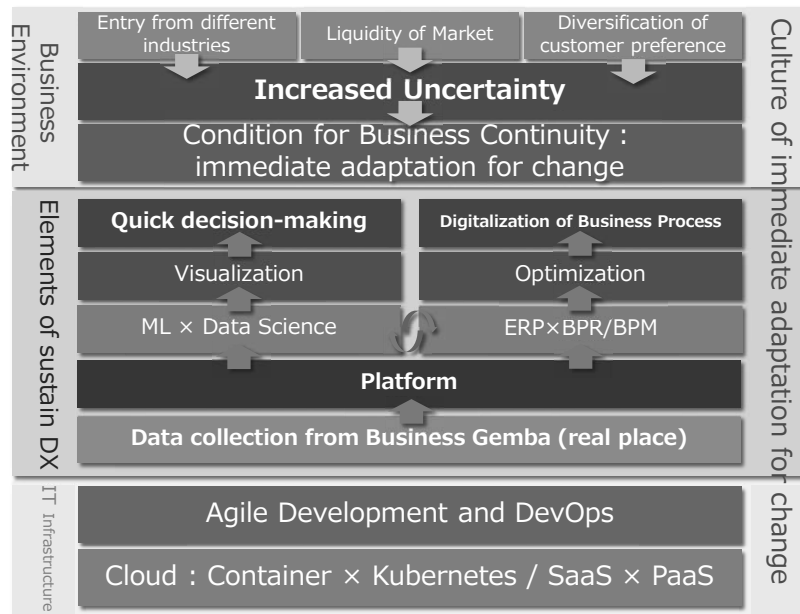 Business
Environment
Entry from different
industries
Liquidity of Market
Diversification of
customer preference
Increased Uncertainty
Condition for Business Continuity :
immediate adaptation for change
Elements of sustain DX
Quick decision-making
Digitalization of Business Process
Visualization
Optimization
ML × Data Science
ERP×BPR/BPM
Platform
Data collection from Business Gemba (real place)
IT Infrastructure
Agile Development and DevOps
Cloud : Container × Kubernetes / SaaS × PaaS
Culture of immediate adaptation for change